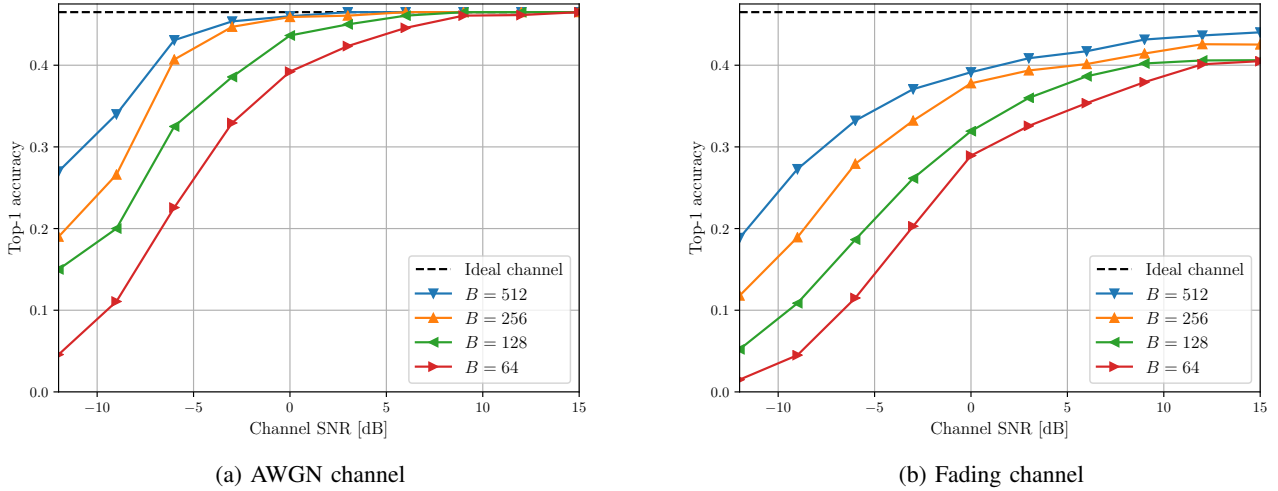 0.4
0.3
0.2
0.1
0.0
Top-1 accuracy
Ideal channel
B = 512
B = 256
B = 128
B = 64
−10
−5
0
5
10
15
Channel SNR [dB]
(a) AWGN channel
0.4
0.3
0.2
0.1
0.0
Top-1 accuracy
Ideal channel
B = 512
B = 256
B = 128
B = 64
−10
−5
0
5
10
15
Channel SNR [dB]
(b) Fading channel